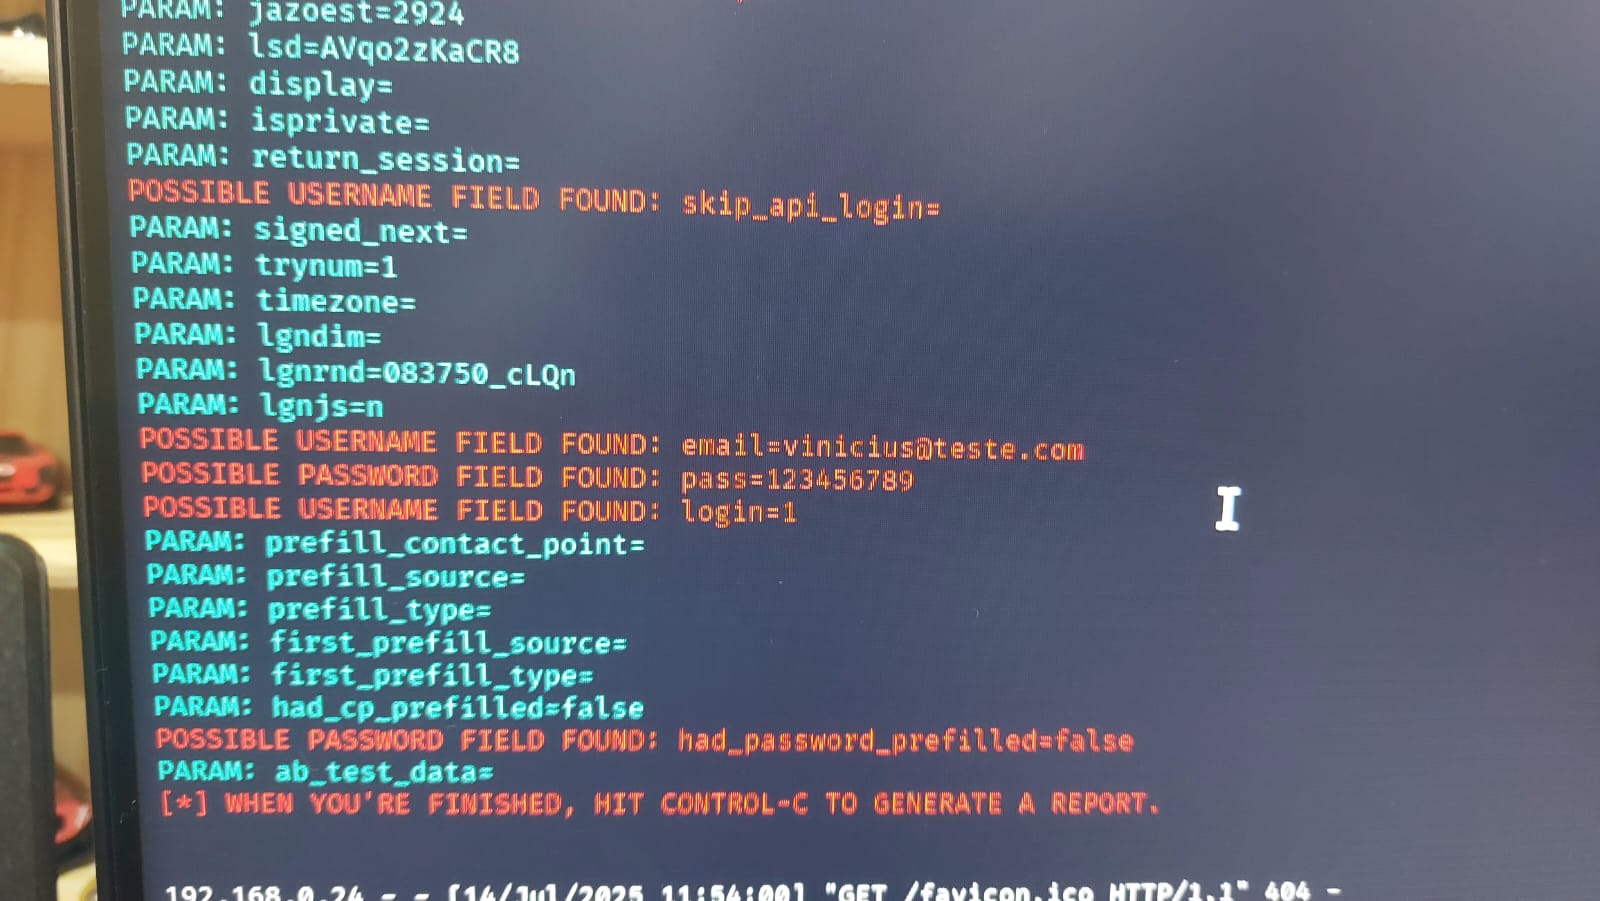 PARAM: jazoest=2924
PARAM: lsd=AVqo2zKaCR8
PARAM: display=
PARAM: isprivate=
PARAM: return_session=
POSSIBLE USERNAME FIELD FOUND: skip_api_login=
PARAM: signed_next=
PARAM: trynum=1
PARAM: timezone=
PARAM: lgndim=
PARAM: lgnrnd=083750_cLQn
PARAM: lgnjs=n
POSSIBLE USERNAME FIELD FOUND: email=vinicius@teste.com
POSSIBLE PASSWORD FIELD FOUND: pass=123456789
POSSIBLE USERNAME FIELD FOUND: login=1
PARAM: prefill_contact_point=
PARAM: prefill_source=
PARAM: prefill_type=
PARAM: first_prefill_source=
PARAM: first_prefill_type=
PARAM: had_cp_prefilled=false
POSSIBLE PASSWORD FIELD FOUND: had_password_prefilled=false
PARAM: ab_test_data=
[*] WHEN YOU'RE FINISHED, HIT CONTROL-C TO GENERATE A REPORT.
192.168.0.24 - - [14/Jul/2025 11:54:00] "GET /favicon.ico HTTP/1.1" 404 -